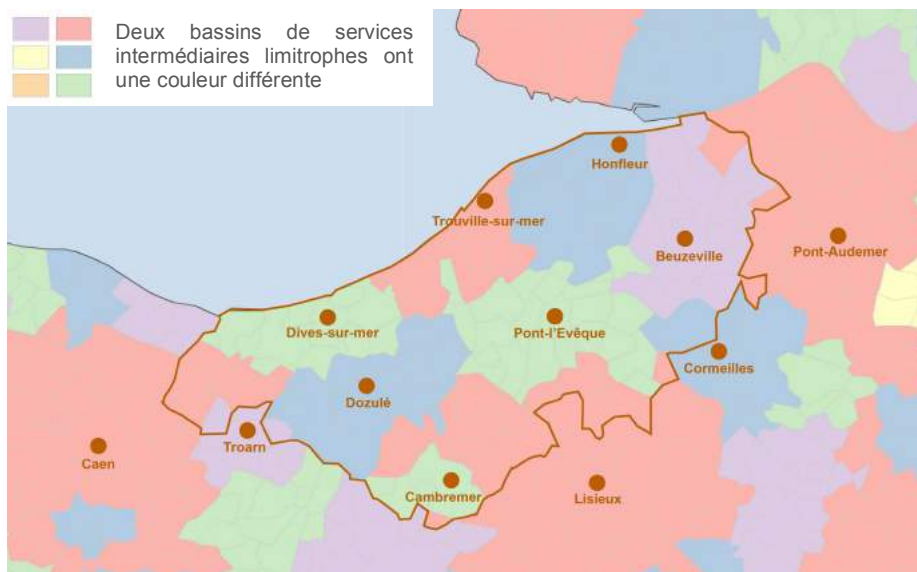 Deux bassins de services
intermédiaires limitrophes ont
une couleur différente
Honfleur
Trouville-sur-mer
Beuzeville
Pont-Audemer
Dives-sur-mer
Pont-l'Evêque
Cormeilles
Dozulé
Troarn
Caen
Cambremer
Lisieux